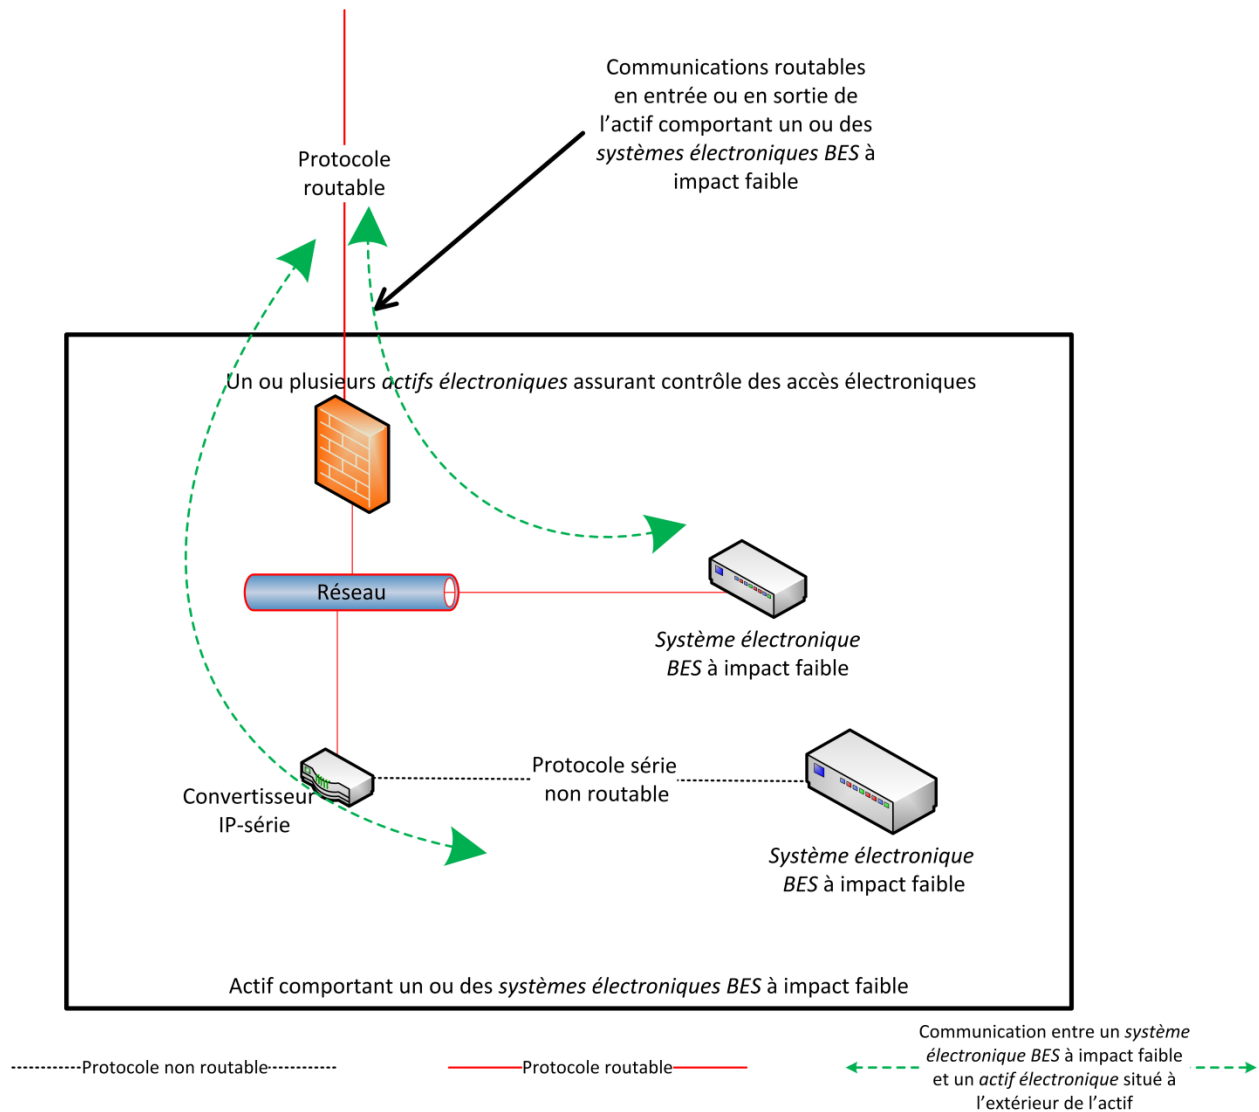 Communications routables
en entrée ou en sortie de
l'actif comportant un ou des
systèmes électroniques BES à
impact faible
Protocole
routable
Un ou plusieurs actifs électroniques assurant contrôle des accès électroniques
Réseau
Système électronique
BES à impact faible
Protocole série
non routable
Convertisseur
IP-série
Système électronique
BES à impact faible
Actif comportant un ou des systèmes électroniques BES à impact faible
Protocole non routable
Protocole routable
Communication entre un système
électronique BES à impact faible
et un actif électronique situé à
l'extérieur de l'actif